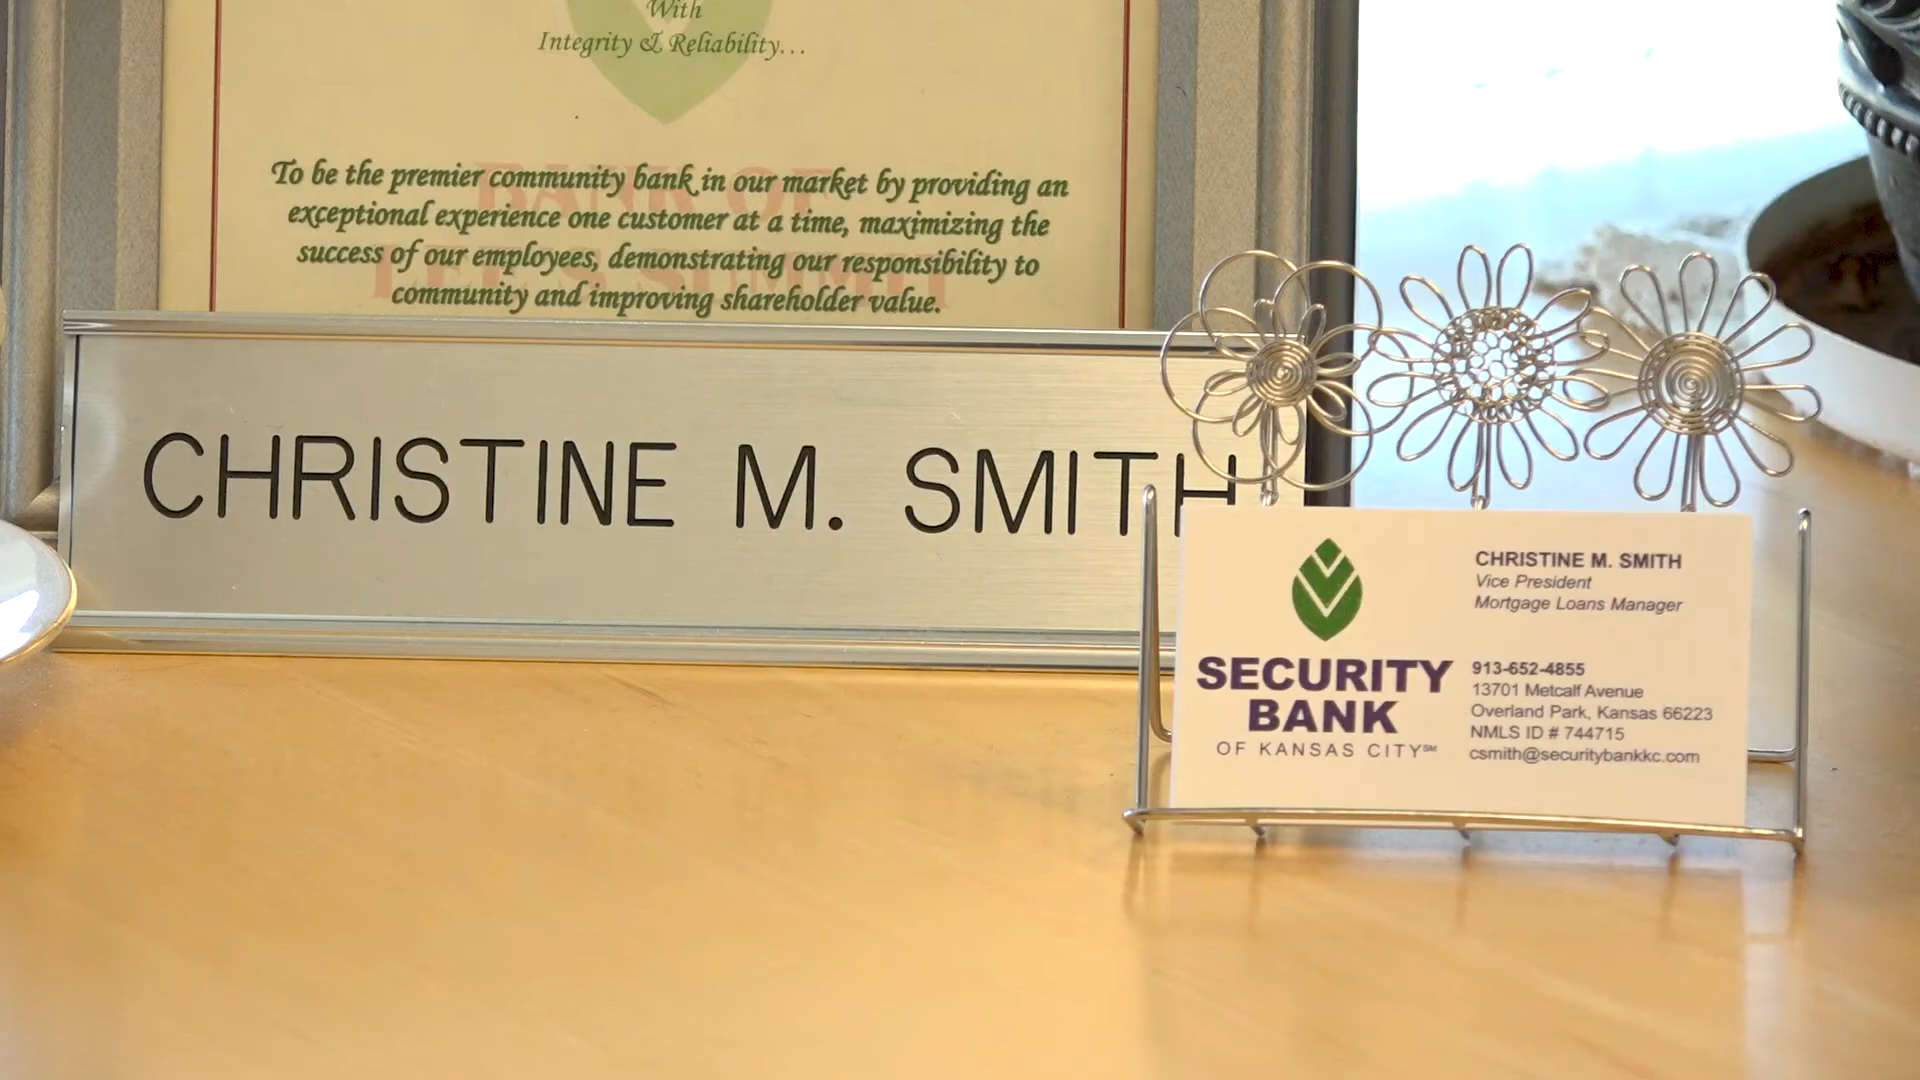 With
Integrity & Reliability...
To be the premier community bank in our market by providing an
exceptional experience one customer at a time, maximizing the
success of our employees, demonstrating our responsibility to
community and improving shareholder value.
BANK OF
CHRISTINE M. SMITH
SECURITY
BANK
OF KANSAS CITY℠
CHRISTINE M. SMITH
Vice President
Mortgage Loans Manager
913-652-4855
13701 Metcalf Avenue
Overland Park, Kansas 66223
NMLS ID # 744715
csmith@securitybankkc.com